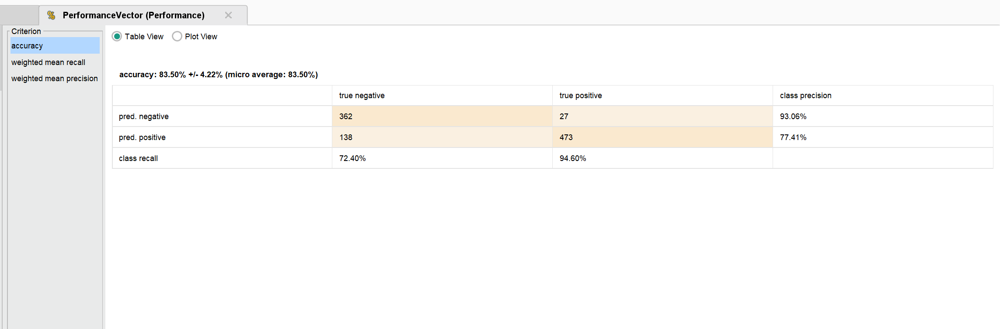 PerformanceVector (Performance)
Criterion
accuracy
weighted mean recall
weighted mean precision
Table View Plot View
accuracy: 83.50% +/- 4.22% (micro average: 83.50%)
true negative true positive class precision
pred. negative 362 27 93.06%
pred. positive 138 473 77.41%
class recall 72.40% 94.60%